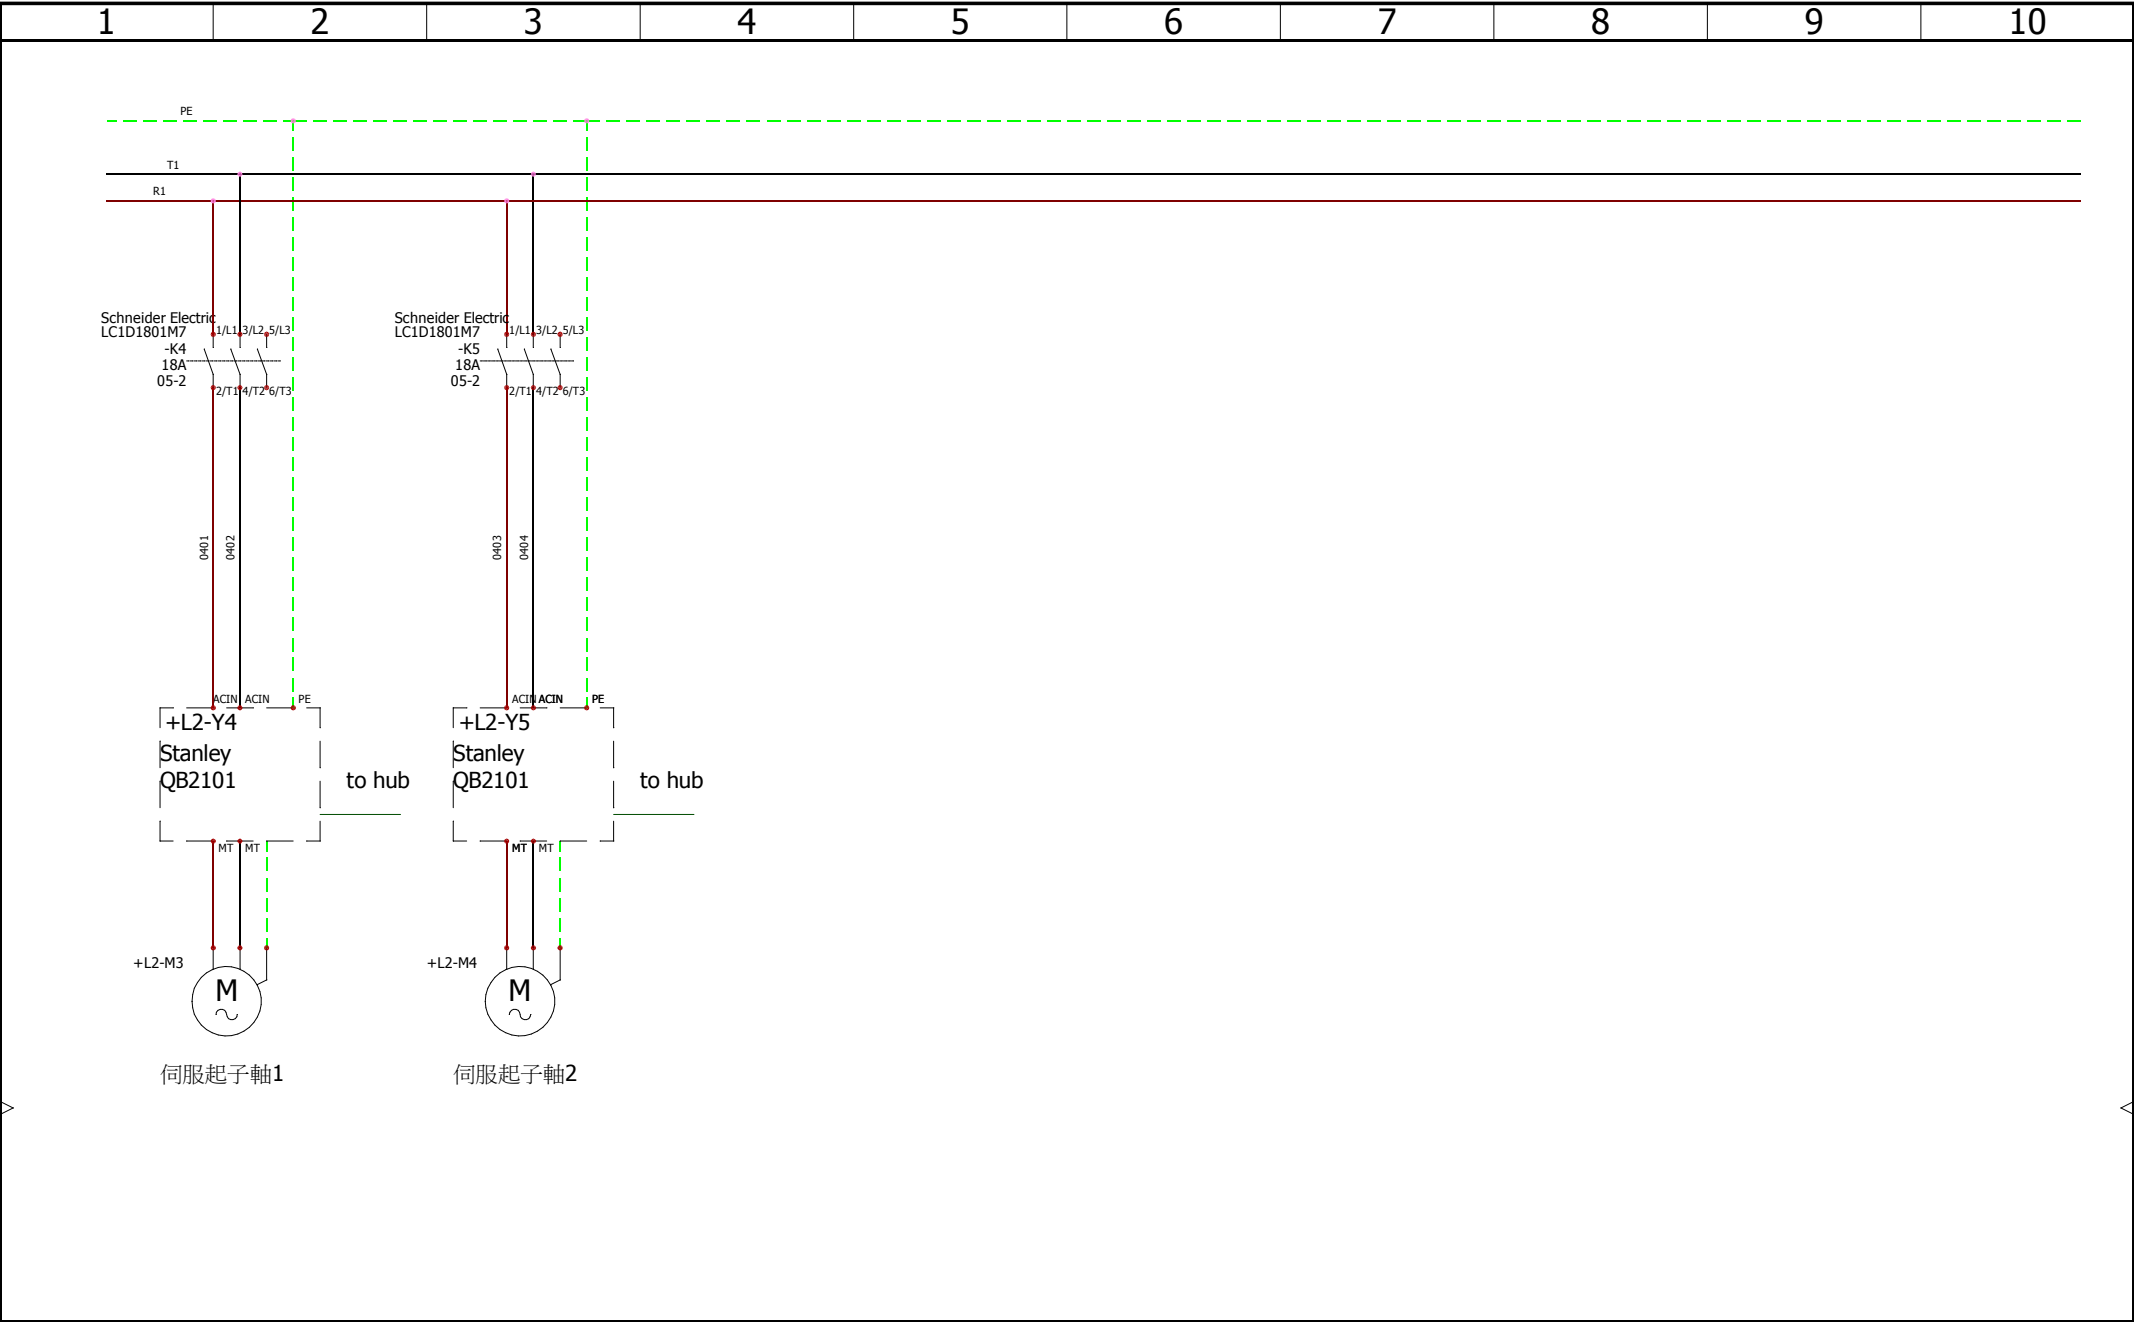 1 2 3 4 5 6 7 8 9 10
PE
T1
R1
Schneider Electric
LC1D1801M7
-K4
18A
05-2
1/L1 3/L2 5/L3
2/T1 4/T2 6/T3
Schneider Electric
LC1D1801M7
-K5
18A
05-2
1/L1 3/L2 5/L3
2/T1 4/T2 6/T3
0401
0402
0403
0404
ACIN ACIN PE
+L2-Y4
Stanley
QB2101
to hub
MT MT
ACIN ACIN PE
+L2-Y5
Stanley
QB2101
to hub
MT MT
+L2-M3
M
+L2-M4
M
伺服起子軸1
伺服起子軸2